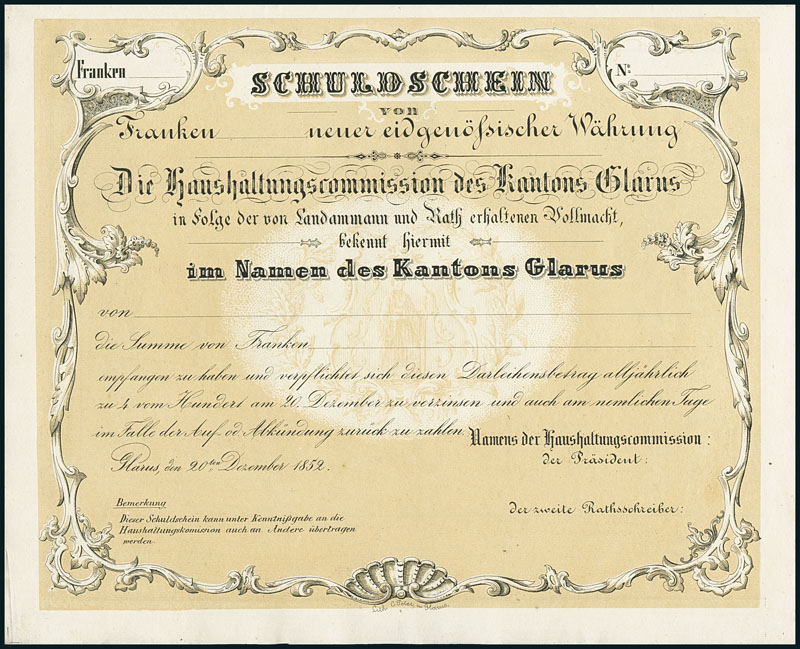 Franken
Nº
SCHULDSCHEIN
VON
Franken neuer eidgenößischer Währung
Die Haushaltungscommission des Kantons Glarus
in Folge der von Landammann und Rath erhaltenen Vollmacht,
bekennt hiermit
im Namen des Kantons Glarus
von
die Summe von Franken
empfangen zu haben und verpflichtet sich diesen Darleihensbetrag alljährlich
zu 4 vom Hundert am 20. Dezember zu verzinsen und auch am nemlichen Tage
im Falle der Auf- od. Abkündung zurück zu zahlen.
Namens der Haushaltungscommission:
Glarus, den 20ten Dezember 1852.
der Präsident:
der zweite Rathsschreiber:
Bemerkung
Dieser Schuldschein kann unter Kenntnißgabe an die
Haushaltungskomission auch an Andere übertragen
werden.
Lith. Glarus.